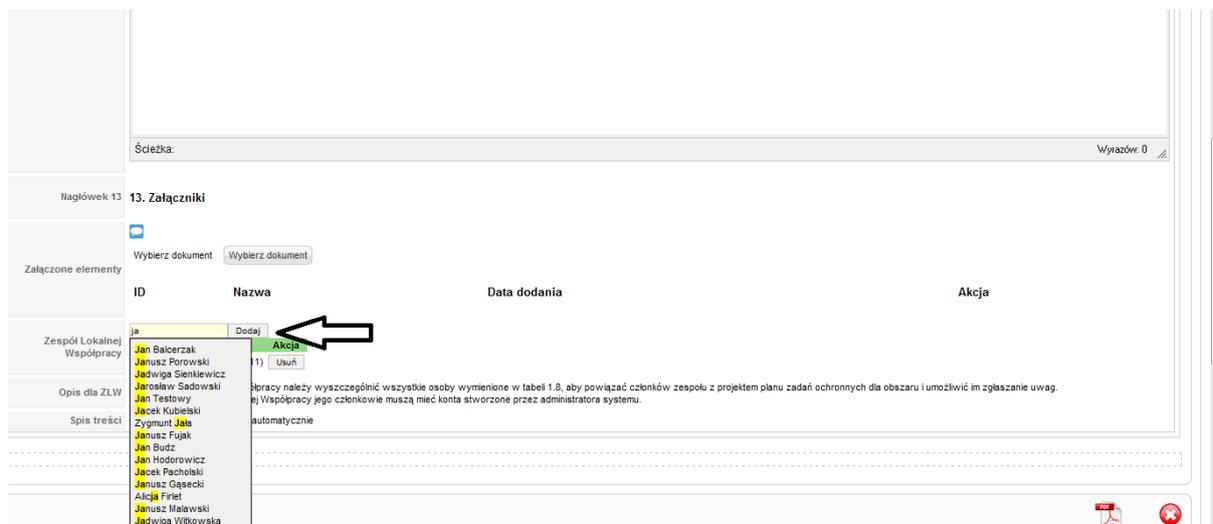 Ścieżka: Wyrazów: 0
Nagłówek 13 13. Załączniki
Załączone elementy
Wybierz dokument Wybierz dokument
ID Nazwa Data dodania Akcja
Zespół Lokalnej
Współpracy
ja Dodaj
Akcja
11) Usuń
Jan Balcerzak
Janusz Porowski
Jadwiga Sienkiewicz
Jarosław Sadowski
Jan Testowy
Jacek Kubielski
Zygmunt Jała
Janusz Fujak
Jan Budz
Jan Hodorowicz
Jacek Pacholski
Janusz Gąsecki
Alicja Firlet
Janusz Malawski
Jadwiga Witkowska
Opis dla ZLW
łpracy należy wyszczególnić wszystkie osoby wymienione w tabeli 1.8, aby powiązać członków zespołu z projektem planu zadań ochronnych dla obszaru i umożliwić im zgłaszanie uwag.
ej Współpracy jego członkowie muszą mieć konta stworzone przez administratora systemu.
Spis treści automatycznie
PDF